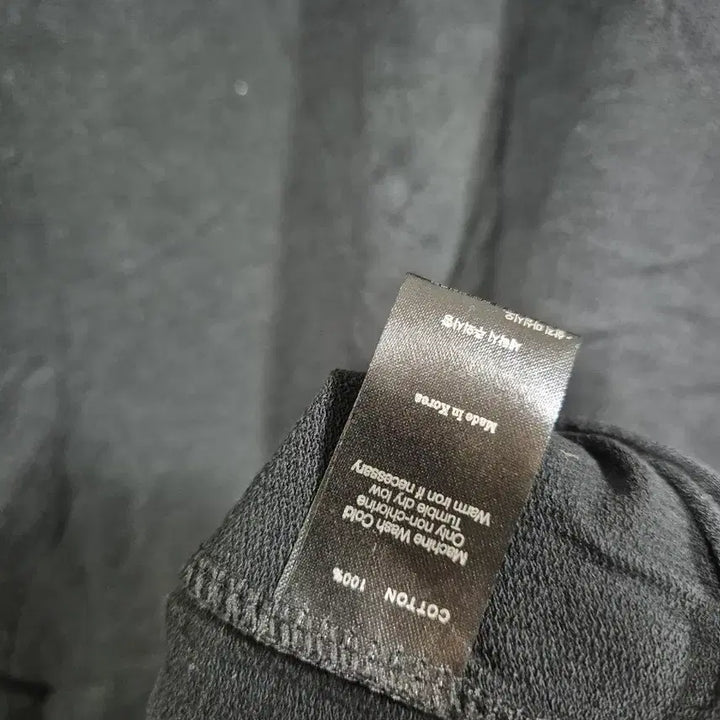 COTTON 100%
Machine Wash Cold
Only non-chlorine
Tumble dry low
Warm Iron If necessary
Made In Korea